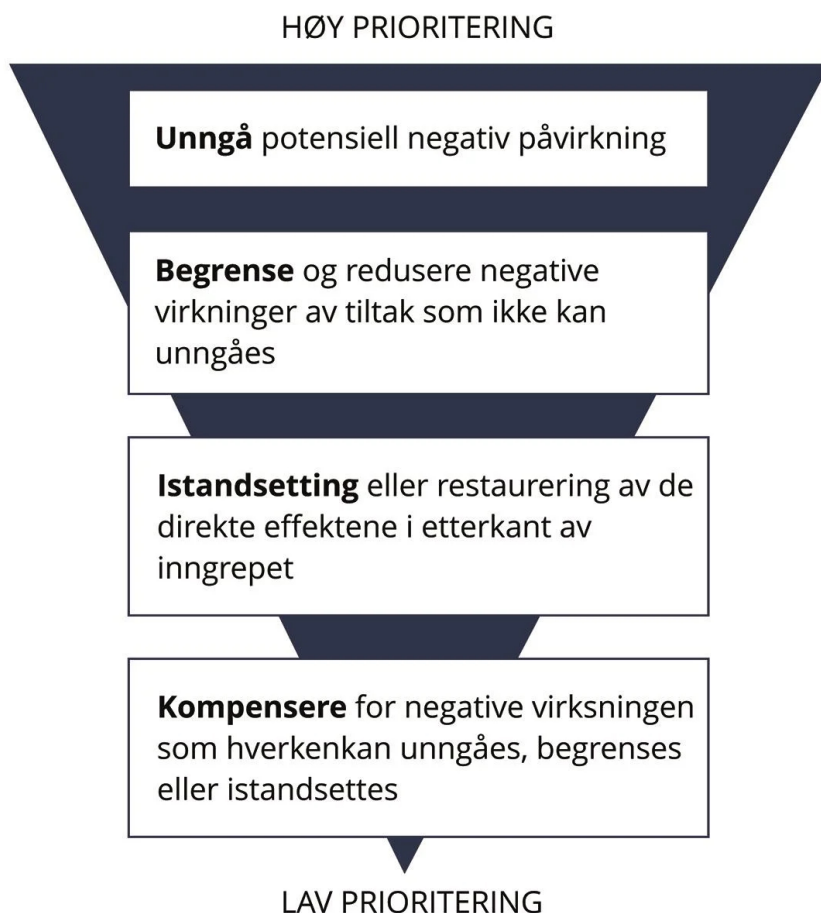 HØY PRIORITERING
Unngå potensiell negativ påvirkning
Begrense og redusere negative
virkninger av tiltak som ikke kan
unngåes
Istandsetting eller restaurering av de
direkte effektene i etterkant av
inngrepet
Kompensere for negative virksningen
som hverkenkan unngåes, begrenses
eller istandsettes
LAV PRIORITERING